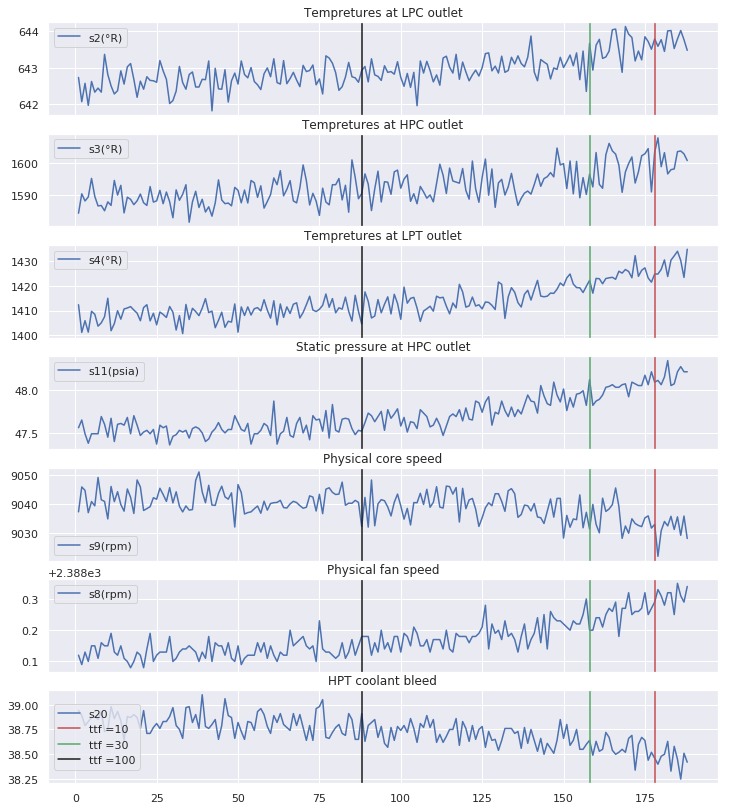 Tempretures at LPC outlet
s2(°R)
644
643
642
Tempretures at HPC outlet
s3(°R)
1600
1590
Tempretures at LPT outlet
s4(°R)
1430
1420
1410
1400
Static pressure at HPC outlet
s11(psia)
48.0
47.5
Physical core speed
9050
9040
9030
s9(rpm)
+2.388e3
Physical fan speed
s8(rpm)
0.3
0.2
0.1
HPT coolant bleed
39.00
38.75
38.50
38.25
s20
ttf =10
ttf =30
ttf =100
0 25 50 75 100 125 150 175